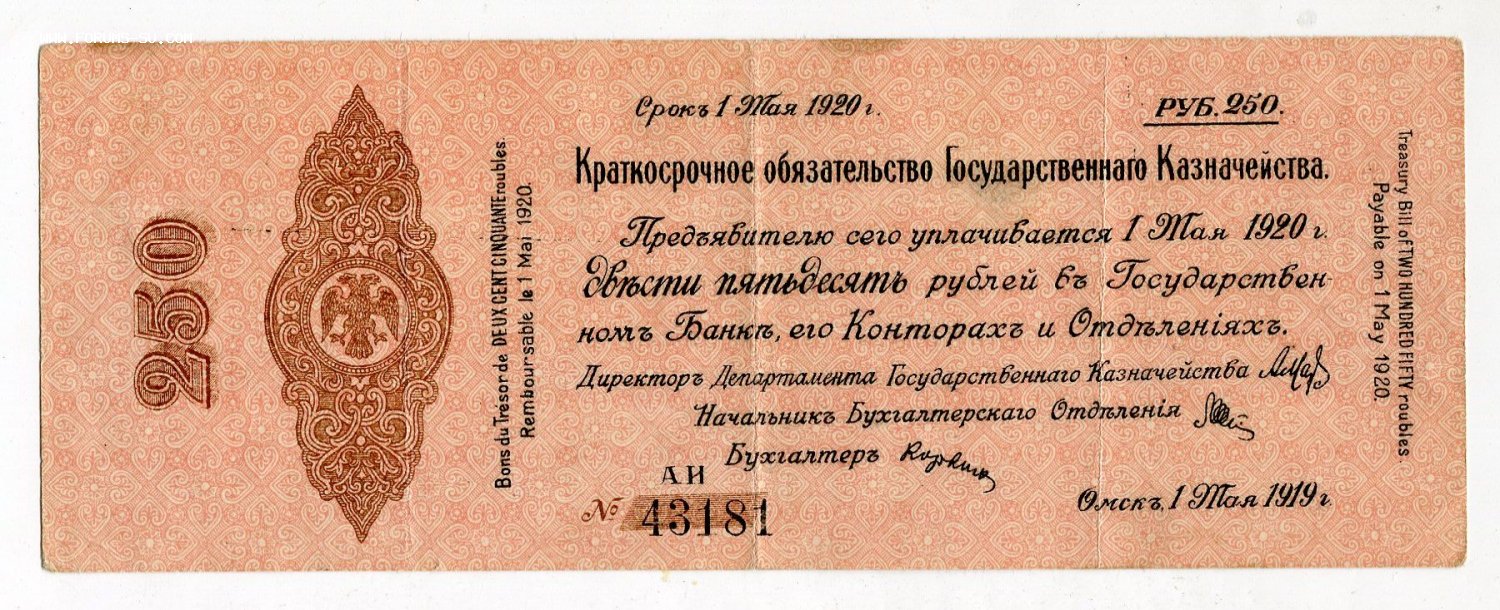 250
Bons du Trésor de DEUX CENT CINQUANTE roubles.
Remboursable le 1 Mai 1920.
Срокъ 1 Мая 1920 г.
РУБ. 250.
Краткосрочное обязательство Государственнаго Казначейства.
Предъявителю сего уплачивается 1 Мая 1920 г.
двѣсти пятьдесятъ рублей въ Государствен-
номъ Банкѣ, его Конторахъ и Отдѣленіяхъ.
Директоръ Департамента Государственнаго Казначейства
Начальникъ Бухгалтерскаго Отдѣленія
Бухгалтеръ
АИ
№ 43181
Омскъ, 1 Мая 1919 г.
Treasury Bill of TWO HUNDRED FIFTY roubles.
Payable on 1 May 1920.